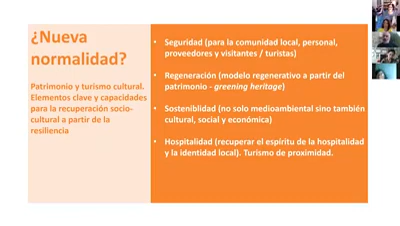 ¿Nueva
normalidad?
Patrimonio y turismo cultural.
Elementos clave y capacidades
para la recuperación socio-
cultural a partir de la
resiliencia
• Seguridad (para la comunidad local, personal,
proveedores y visitantes / turistas)
• Regeneración (modelo regenerativo a partir del
patrimonio - greening heritage)
• Sosteniblidad (no solo medioambiental sino también
cultural, social y económica)
• Hospitalidad (recuperar el espíritu de la hospitalidad
y la identidad local). Turismo de proximidad.